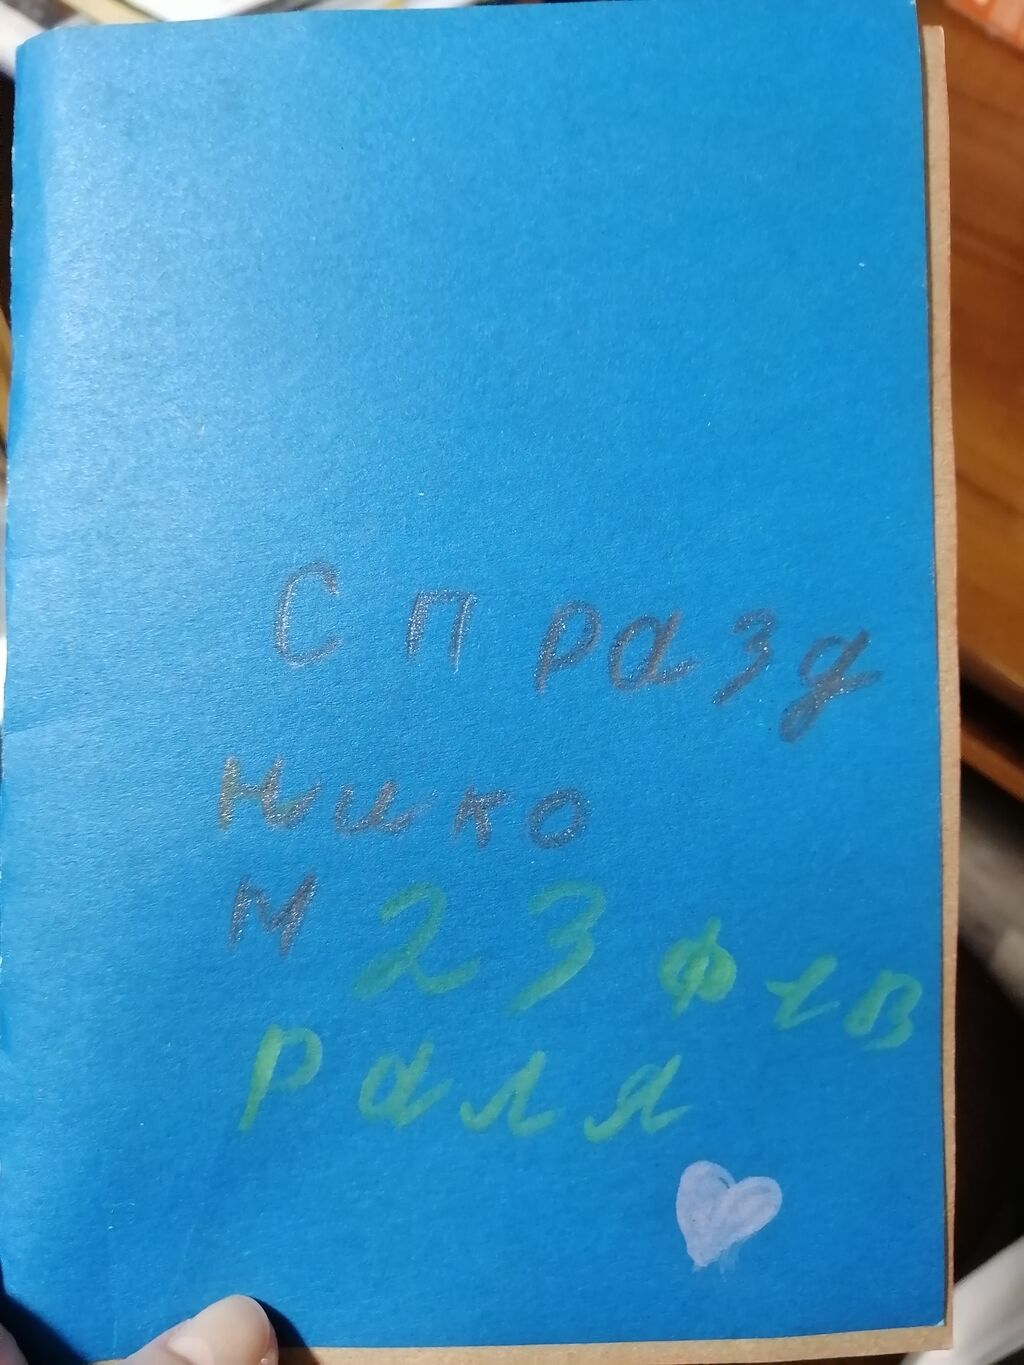 С празд
нико
м 23 фев
раля